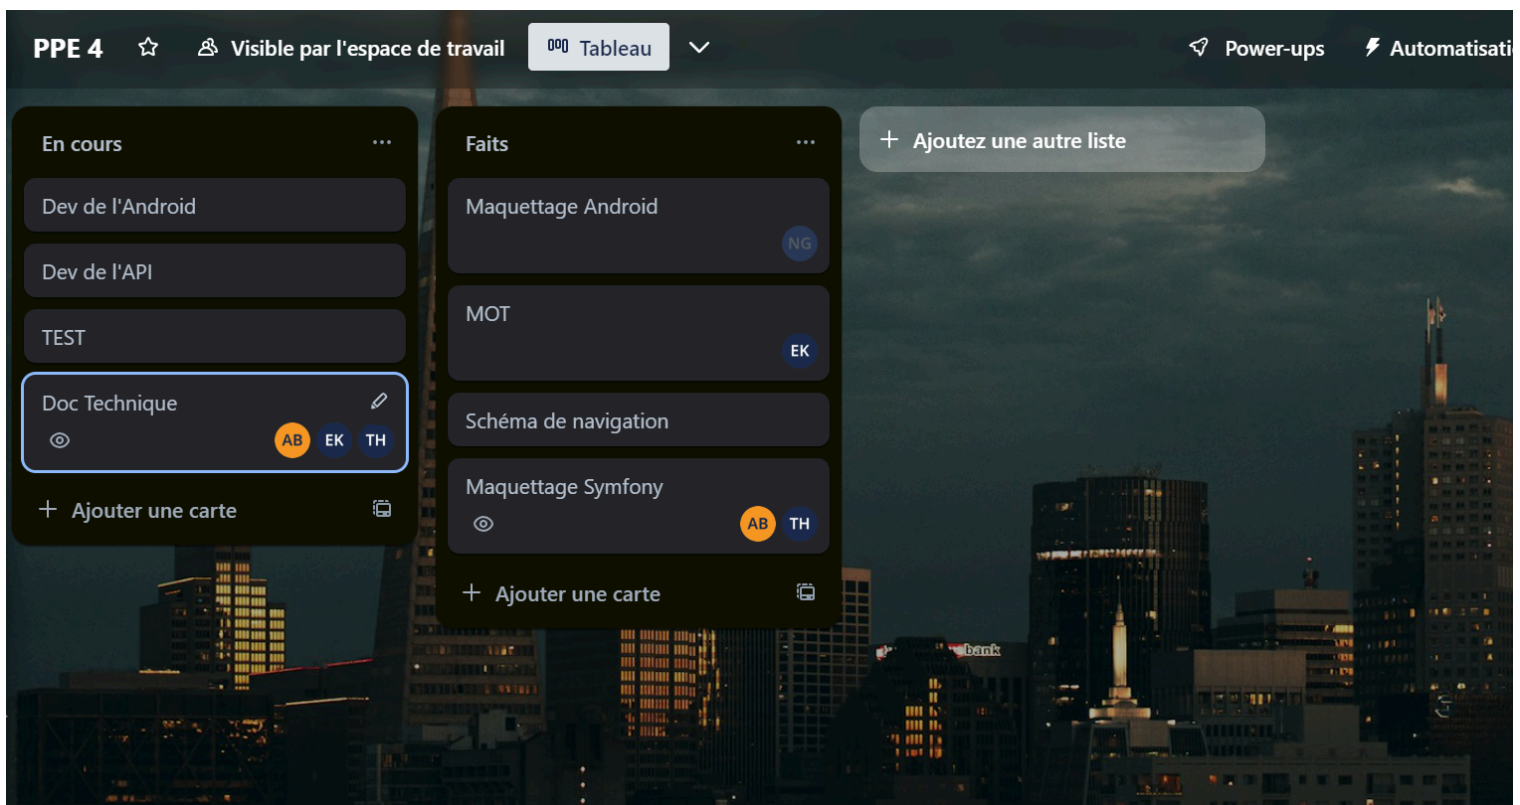 PPE 4
Visible par l'espace de travail
Tableau
Power-ups
Automatisati
En cours
Dev de l'Android
Dev de l'API
TEST
Doc Technique
AB EK TH
Ajouter une carte
Faits
Maquettage Android
NG
MOT
EK
Schéma de navigation
Maquettage Symfony
AB TH
Ajouter une carte
Ajoutez une autre liste
bank